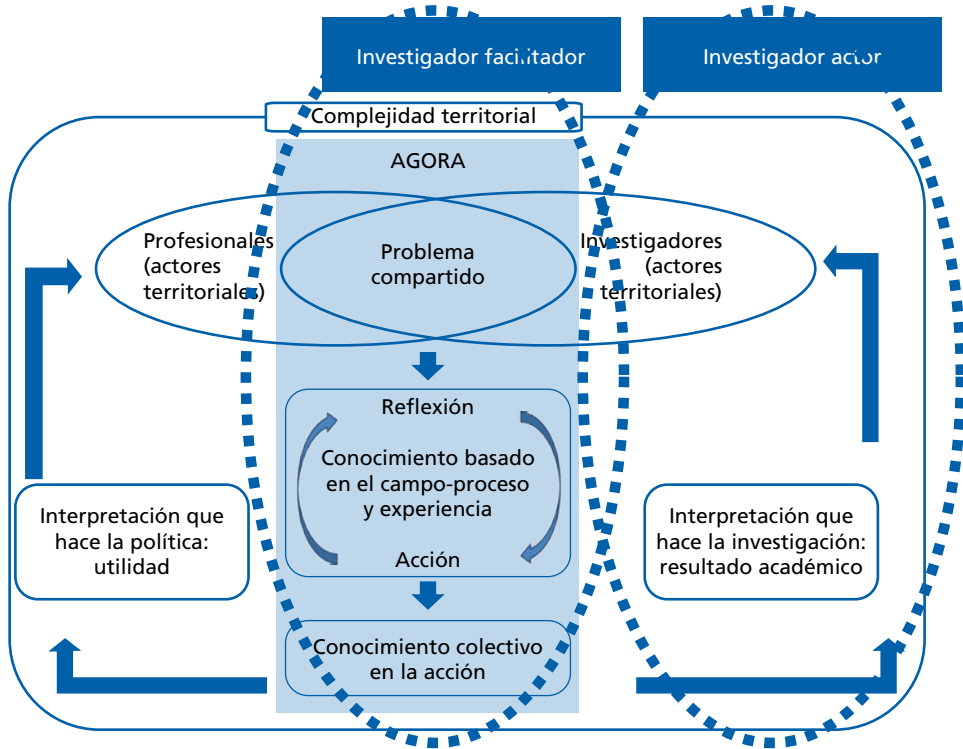 Investigador facilitador
Investigador actor
Complejidad territorial
AGORA
Profesionales
(actores
territoriales)
Problema
compartido
Investigadores
(actores
territoriales)
Reflexión
Conocimiento basado
en el campo-proceso
y experiencia
Acción
Interpretación que
hace la política:
utilidad
Interpretación que
hace la investigación:
resultado académico
Conocimiento colectivo
en la acción